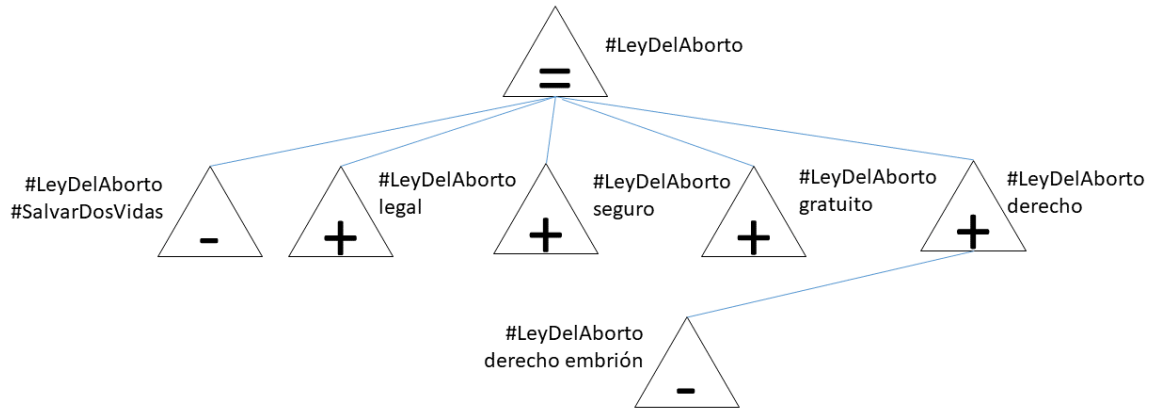 #LeyDelAborto
=
#LeyDelAborto
#SalvarDosVidas
-
#LeyDelAborto
legal
+
#LeyDelAborto
seguro
+
#LeyDelAborto
gratuito
+
#LeyDelAborto
derecho
+
#LeyDelAborto
derecho embrión
-